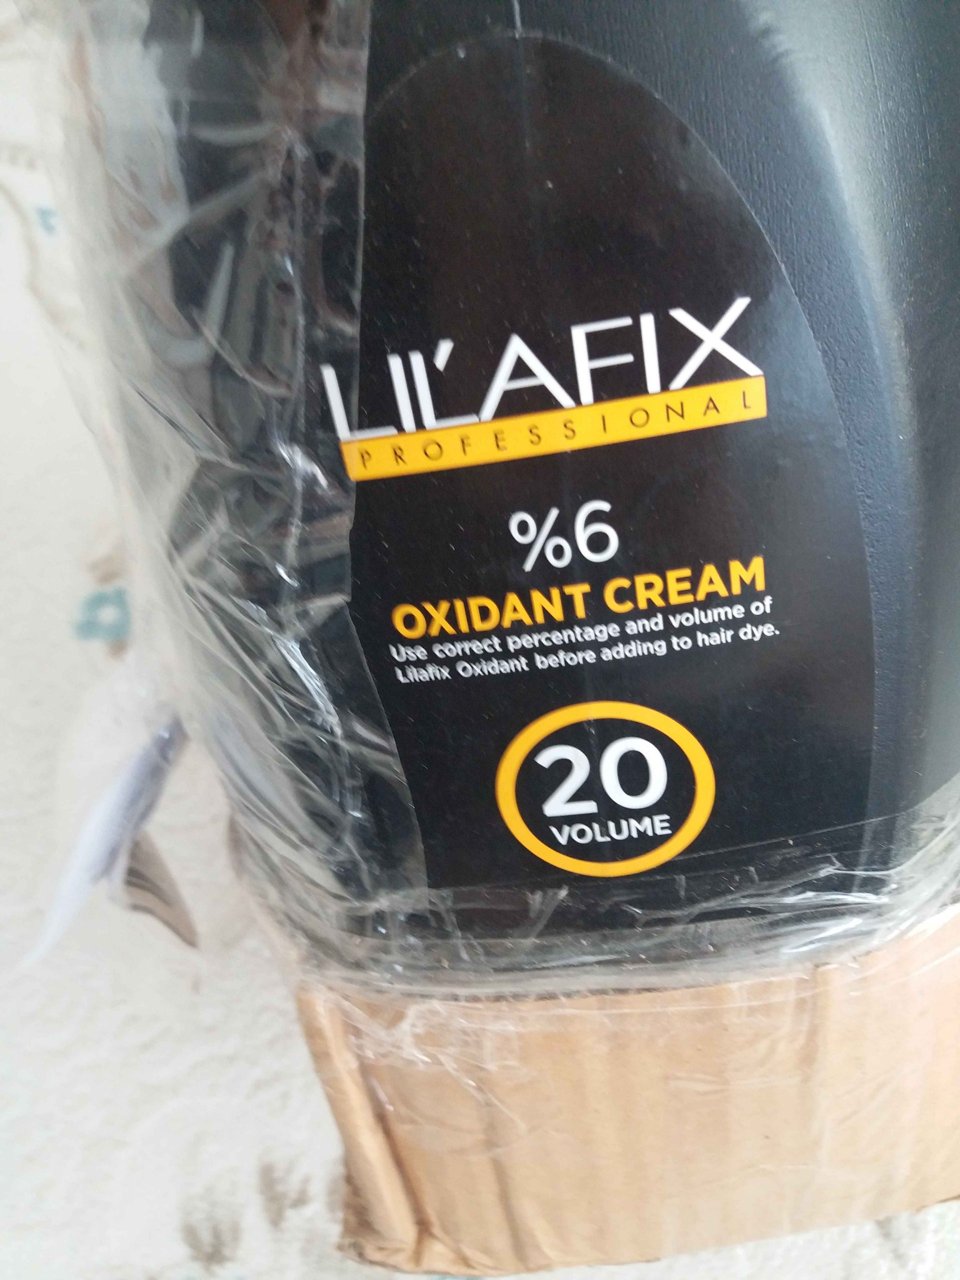 LIL'AFIX
PROFESSIONAL
%6
OXIDANT CREAM
Use correct percentage and volume of
Lilafix Oxidant before adding to hair dye.
20
VOLUME